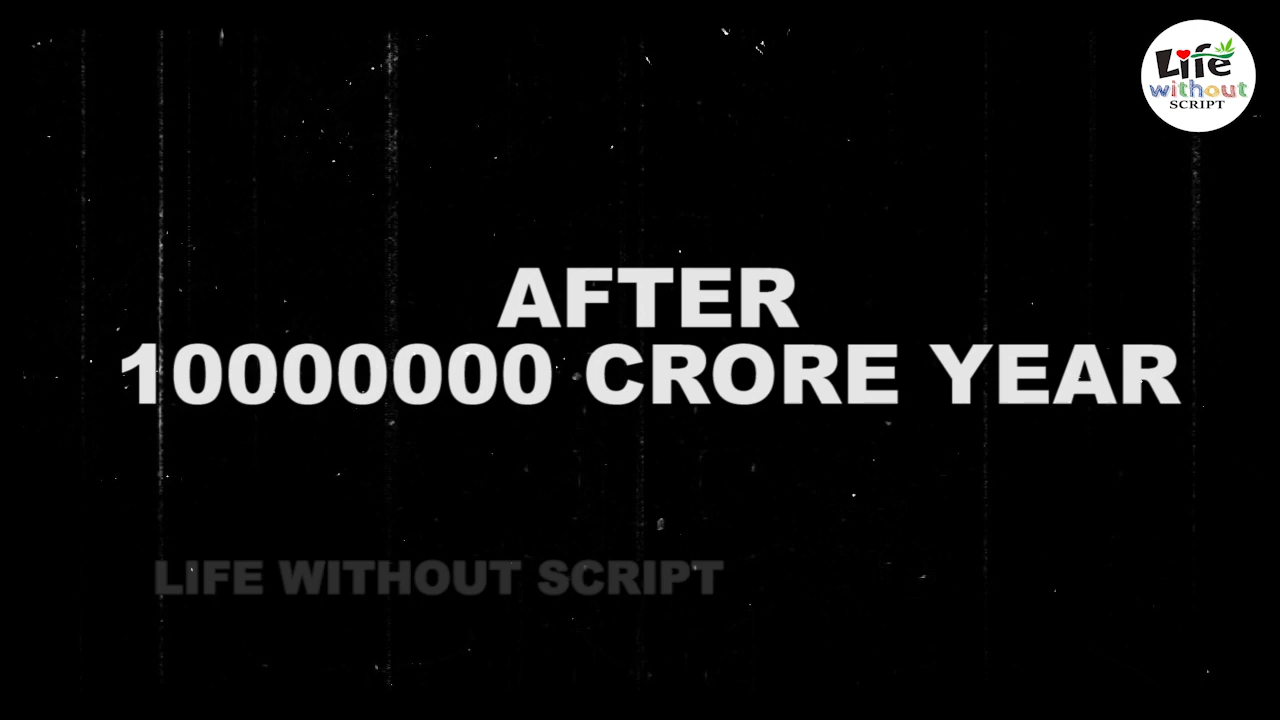 Life
without
SCRIPT
AFTER
10000000 CRORE YEAR
LIFE WITHOUT SCRIPT